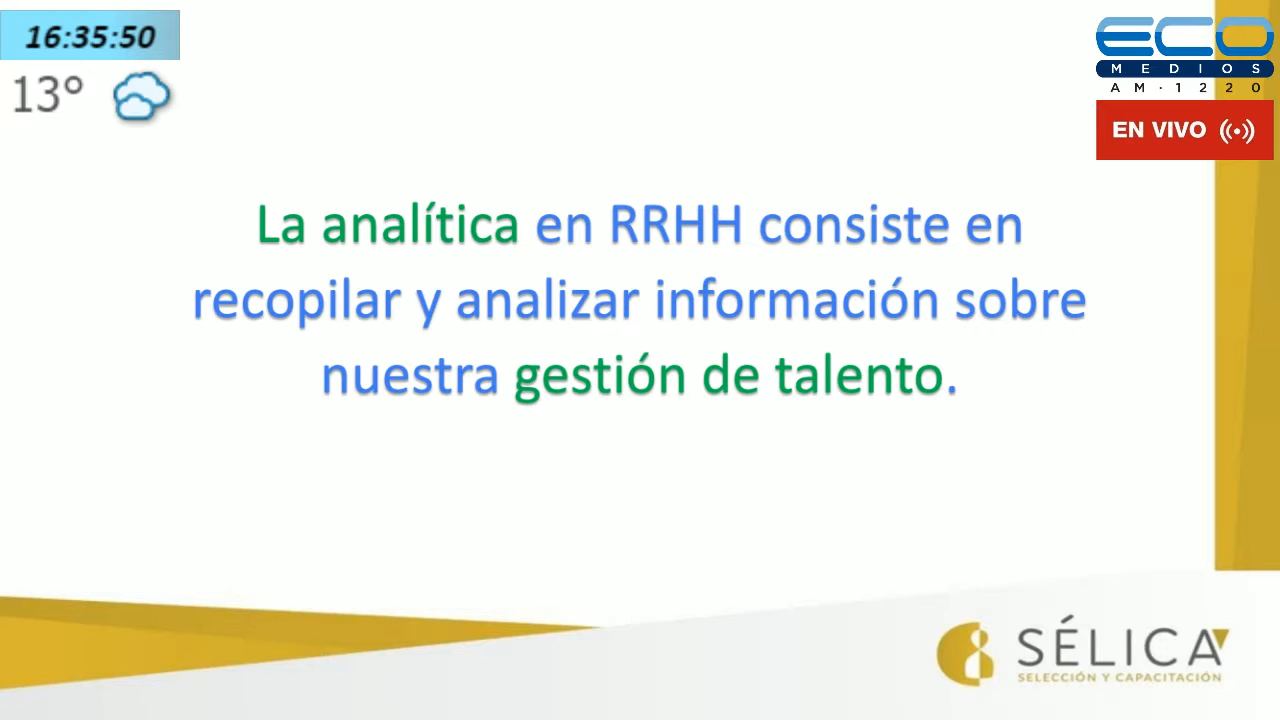 16:35:50
13°
ECO
MEDIOS
AM·1220
EN VIVO
La analítica en RRHH consiste en
recopilar y analizar información sobre
nuestra gestión de talento.
SÉLICA
SELECCIÓN Y CAPACITACIÓN